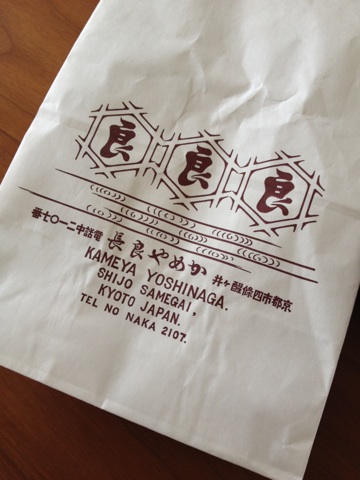 良 良 良
京都市四條醒ヶ井 かめや良長 電話中二一〇七番
KAMEYA YOSHINAGA.
SHIJO SAMEGAI,
KYOTO JAPAN.
TEL NO NAKA 2107.